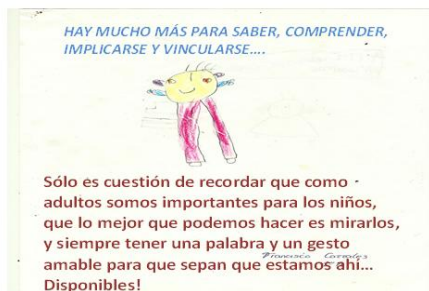 HAY MUCHO MÁS PARA SABER, COMPRENDER,
IMPLICARSE Y VINCULARSE....
Sólo es cuestión de recordar que como
adultos somos importantes para los niños,
que lo mejor que podemos hacer es mirarlos,
y siempre tener una palabra y un gesto
Francisco
amable para que sepan que estamos ahí...
Disponibles!